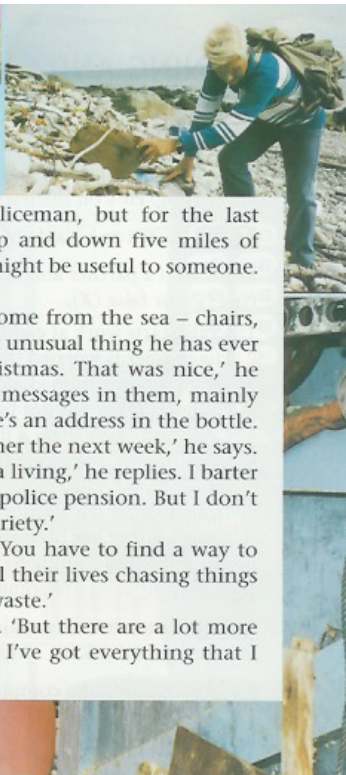 liceman, but for the last
p and down five miles of
night be useful to someone.
ome from the sea – chairs,
unusual thing he has ever
istmas. That was nice,' he
messages in them, mainly
e's an address in the bottle.
ner the next week,' he says.
a living,' he replies. I barter
police pension. But I don't
riety.'
You have to find a way to
l their lives chasing things
vaste.'
. 'But there are a lot more
I've got everything that I